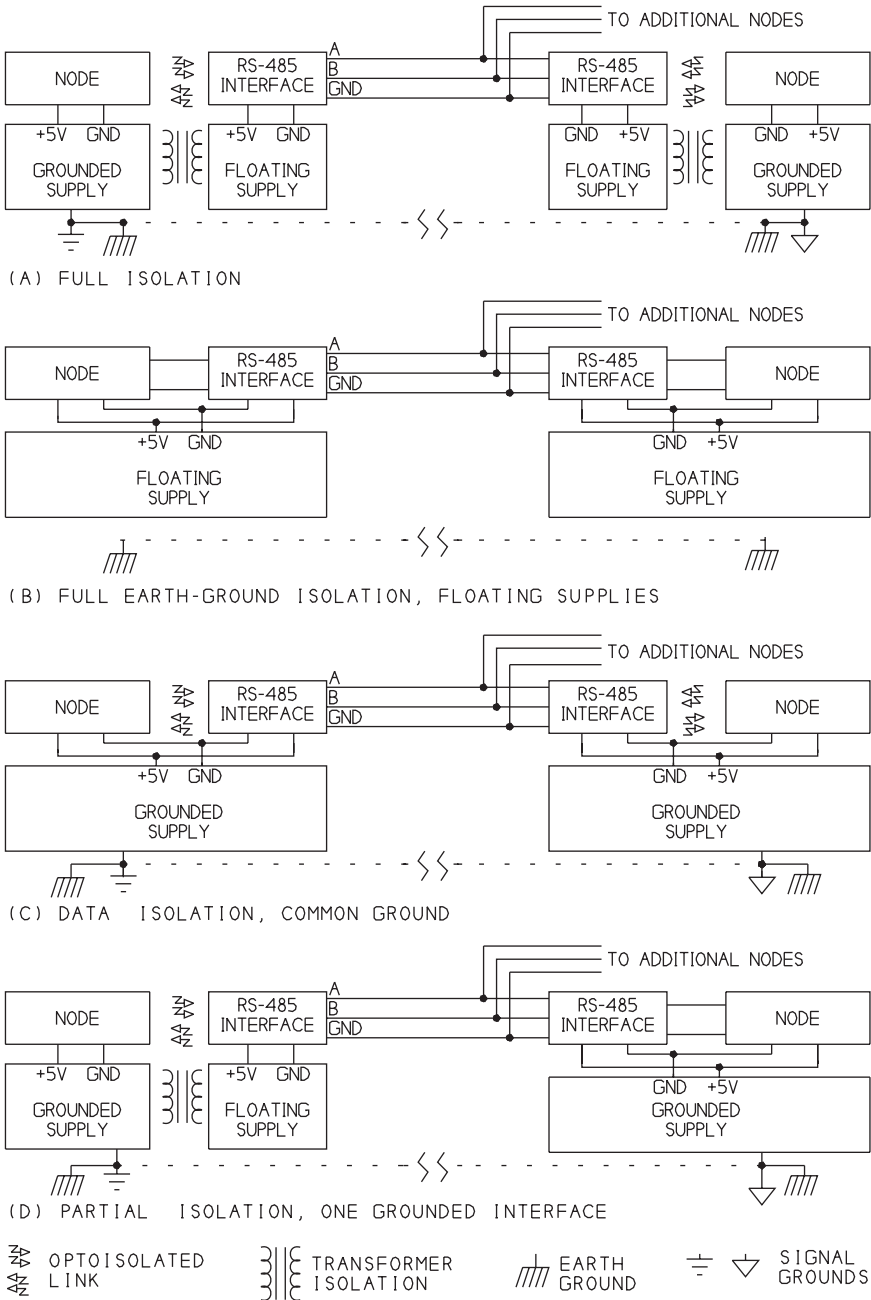 TO ADDITIONAL NODES
A
B
GND
NODE
RS-485
INTERFACE
RS-485
INTERFACE
NODE
+5V GND
GROUNDED
SUPPLY
+5V GND
FLOATING
SUPPLY
GND +5V
FLOATING
SUPPLY
GND +5V
GROUNDED
SUPPLY
(A) FULL ISOLATION
TO ADDITIONAL NODES
A
B
GND
NODE
RS-485
INTERFACE
RS-485
INTERFACE
NODE
+5V GND
FLOATING
SUPPLY
GND +5V
FLOATING
SUPPLY
(B) FULL EARTH-GROUND ISOLATION, FLOATING SUPPLIES
TO ADDITIONAL NODES
A
B
GND
NODE
RS-485
INTERFACE
RS-485
INTERFACE
NODE
+5V GND
GROUNDED
SUPPLY
GND +5V
GROUNDED
SUPPLY
(C) DATA ISOLATION, COMMON GROUND
TO ADDITIONAL NODES
A
B
GND
NODE
RS-485
INTERFACE
RS-485
INTERFACE
NODE
+5V GND
GROUNDED
SUPPLY
+5V GND
FLOATING
SUPPLY
GND +5V
GROUNDED
SUPPLY
(D) PARTIAL ISOLATION, ONE GROUNDED INTERFACE
OPTOISOLATED
LINK
TRANSFORMER
ISOLATION
EARTH
GROUND
SIGNAL
GROUNDS